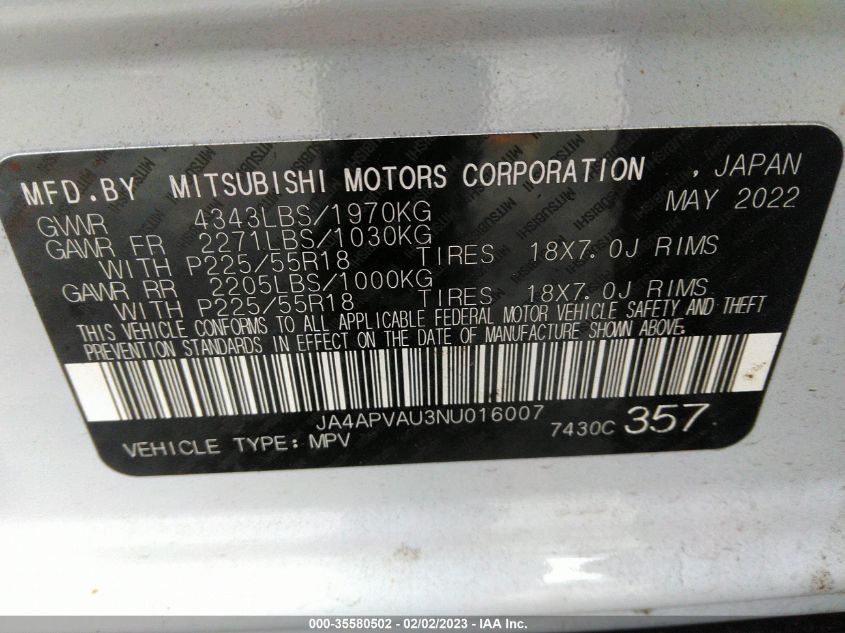 MFD.BY MITSUBISHI MOTORS CORPORATION , JAPAN
GVWR 4343LBS/1970KG MAY 2022
GAWR FR 2271LBS/1030KG
WITH P225/55R18 TIRES 18X7.0J RIMS
GAWR RR 2205LBS/1000KG
WITH P225/55R18 TIRES 18X7.0J RIMS.
THIS VEHICLE CONFORMS TO ALL APPLICABLE FEDERAL MOTOR VEHICLE SAFETY AND THEFT
PREVENTION STANDARDS IN EFFECT ON THE DATE OF MANUFACTURE SHOWN ABOVE.
JA4APVAU3NU016007
VEHICLE TYPE: MPV 7430C 357
000-35580502 - 02/02/2023 - IAA Inc.